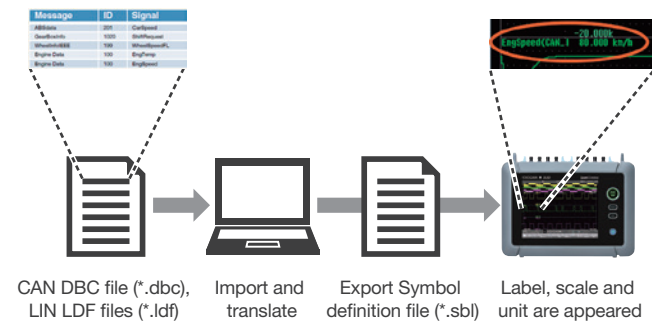 Message ID Signal
ABSdata 201 CarSpeed
GearBoxInfo 1020 ShiftRequest
WheelInfoIEEE 199 WheelSpeedFL
Engine Data 100 EngTemp
Engine Data 100 EngSpeed
-20.000k
EngSpeed(CAN_) 80.000 km/h
CAN DBC file (*.dbc),
LIN LDF files (*.ldf)
Import and
translate
Export Symbol
definition file (*.sbl)
Label, scale and
unit are appeared